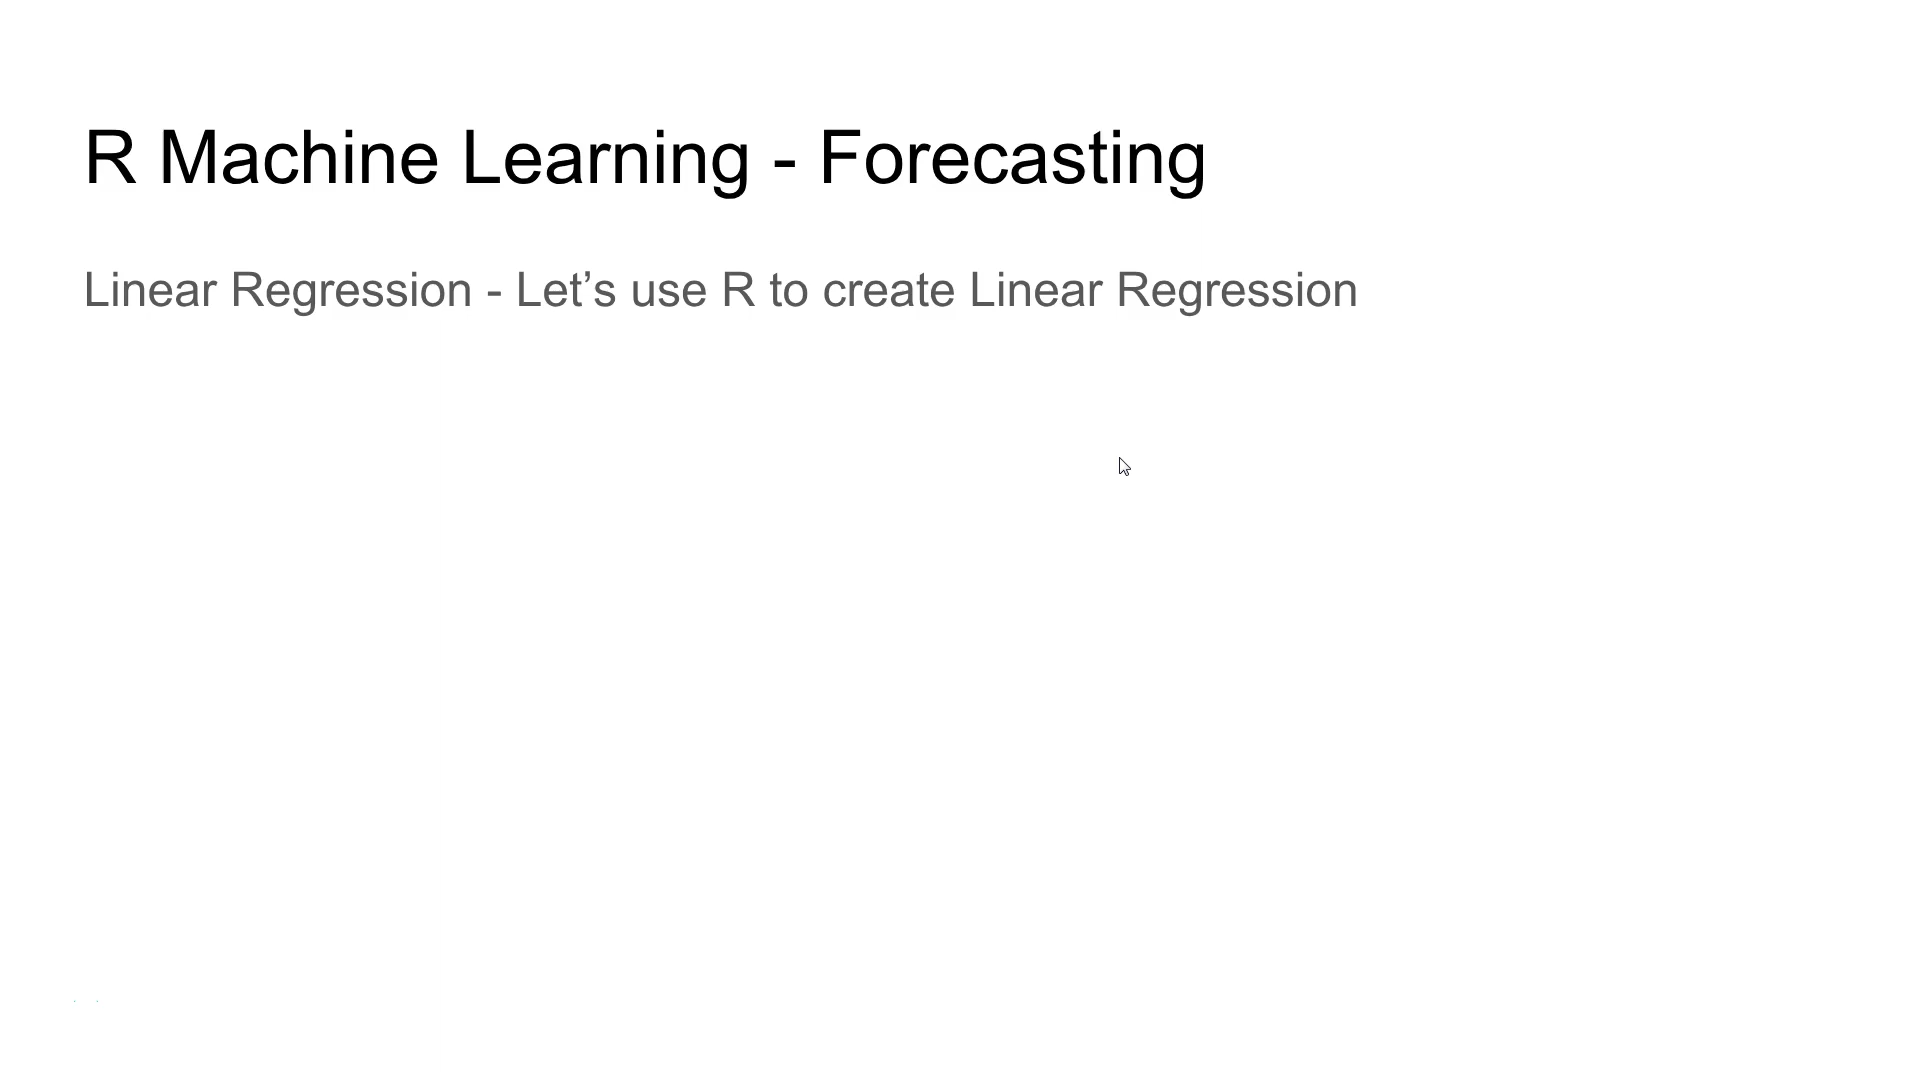 R Machine Learning - Forecasting
Linear Regression - Let’s use R to create Linear Regression